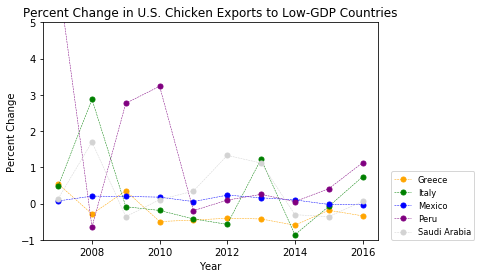 Percent Change in U.S. Chicken Exports to Low-GDP Countries
5
4
3
2
1
0
−1
Percent Change
2008
2010
2012
2014
2016
Year
Greece
Italy
Mexico
Peru
Saudi Arabia